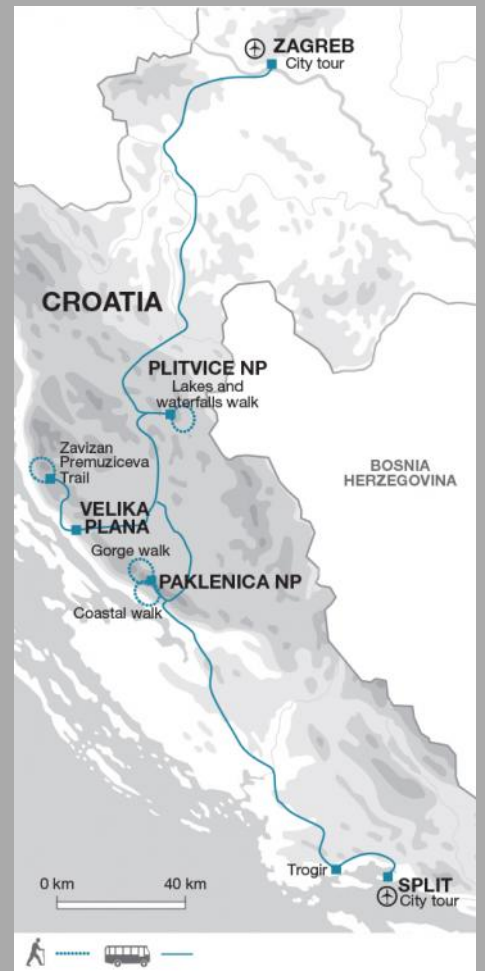 ZAGREB
City tour
CROATIA
PLITVICE NP
Lakes and
waterfalls walk
BOSNIA
HERZEGOVINA
Zavizan
Premuziceva
Trail
VELIKA
PLANA
Gorge walk
PAKLENICA NP
Coastal walk
Trogir
SPLIT
City tour
0 km
40 km